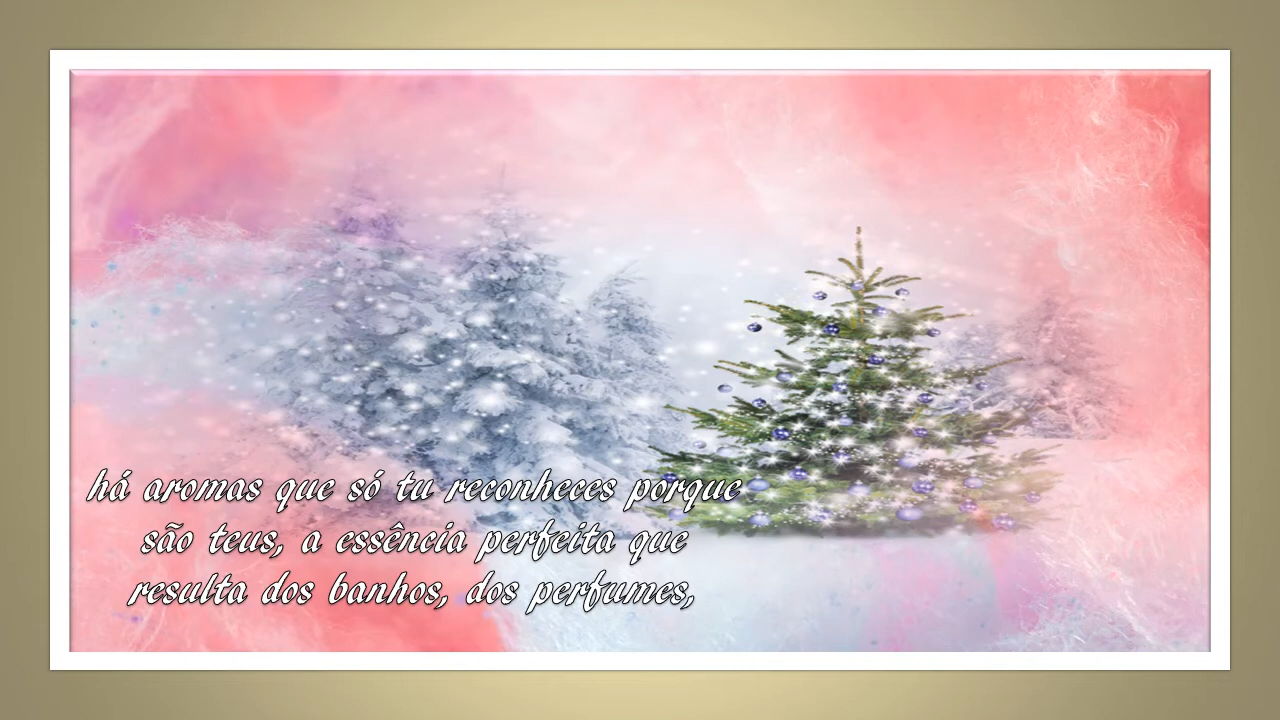 há aromas que só tu reconheces porque
são teus, a essência perfeita que
resulta dos banhos, dos perfumes,